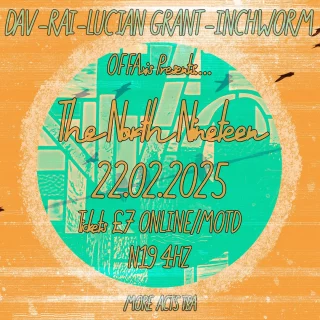 DAV-RAI-LUCIAN GRANT-INCHWORM
OFFAxis Presents...
The North Nineteen
22.02.2025
Tickets £7 ONLINE//MOTD
N19 4HZ
MORE ACTS TBA